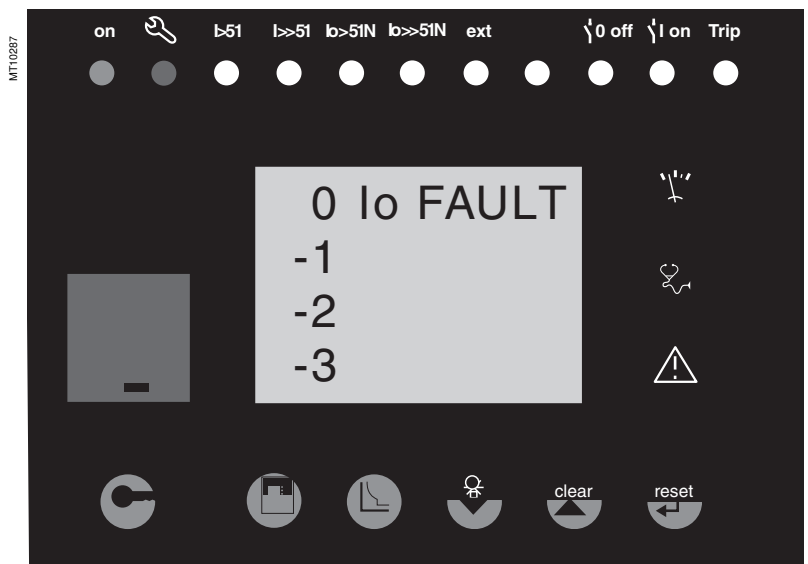 MT10287
on I>51 I>>51 Io>51N Io>>51N ext 0 off I on Trip
0 Io FAULT
-1
-2
-3
clear reset